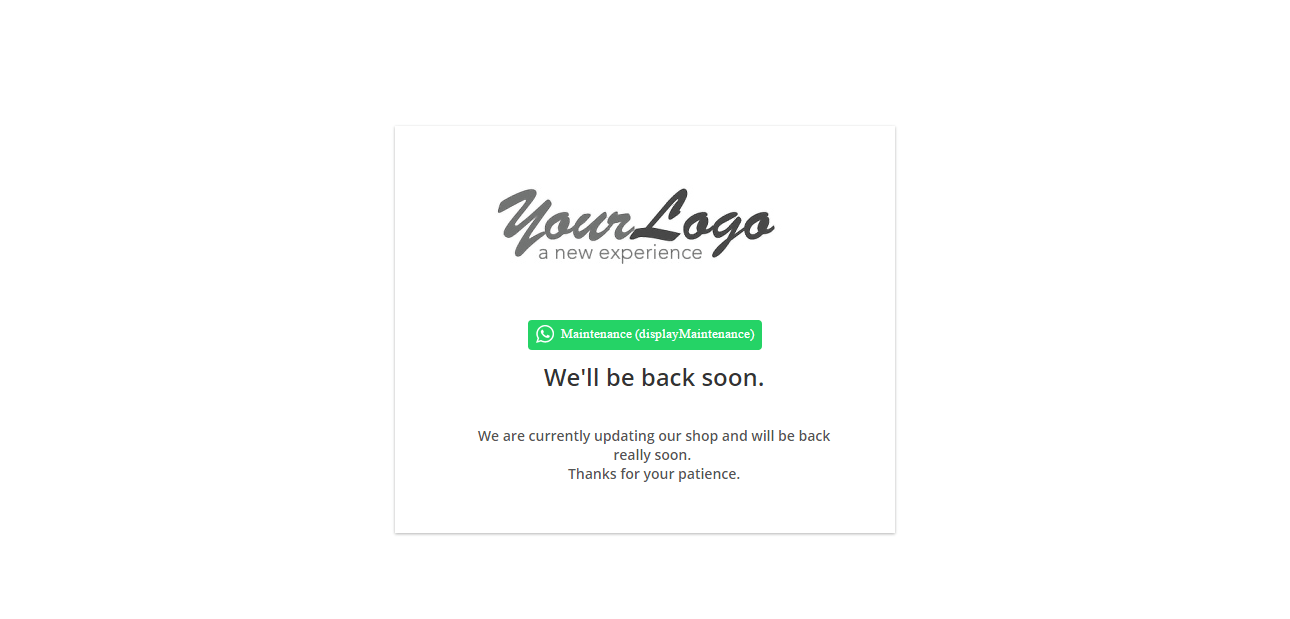 YourLogo
a new experience
Maintenance (displayMaintenance)
We'll be back soon.
We are currently updating our shop and will be back
really soon.
Thanks for your patience.